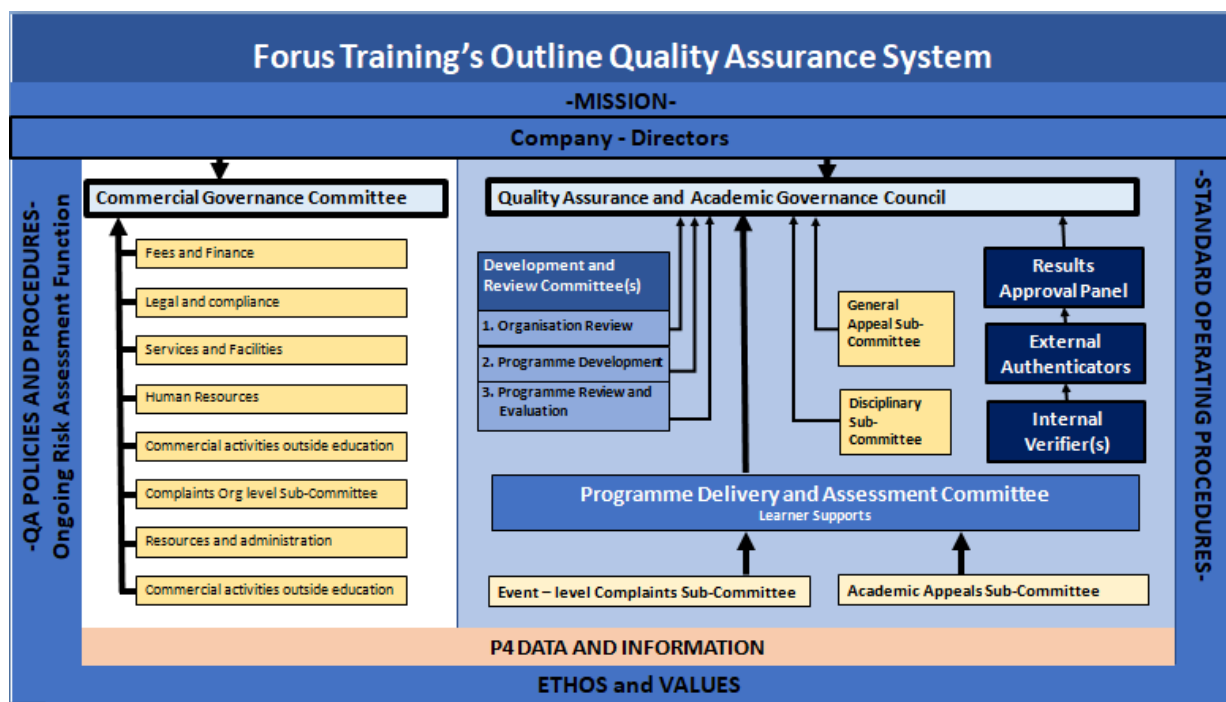 Forus Training's Outline Quality Assurance System
-MISSION-
Company - Directors
-QA POLICIES AND PROCEDURES-
Ongoing Risk Assessment Function
Commercial Governance Committee
Fees and Finance
Legal and compliance
Services and Facilities
Human Resources
Commercial activities outside education
Complaints Org level Sub-Committee
Resources and administration
Commercial activities outside education
Quality Assurance and Academic Governance Council
Development and
Review Committee(s)
1. Organisation Review
2. Programme Development
3. Programme Review and
Evaluation
General
Appeal Sub-
Committee
Disciplinary
Sub-
Committee
Results
Approval Panel
External
Authenticators
Internal
Verifier(s)
Programme Delivery and Assessment Committee
Learner Supports
Event – level Complaints Sub-Committee
Academic Appeals Sub-Committee
-STANDARD OPERATING PROCEDURES-
P4 DATA AND INFORMATION
ETHOS and VALUES